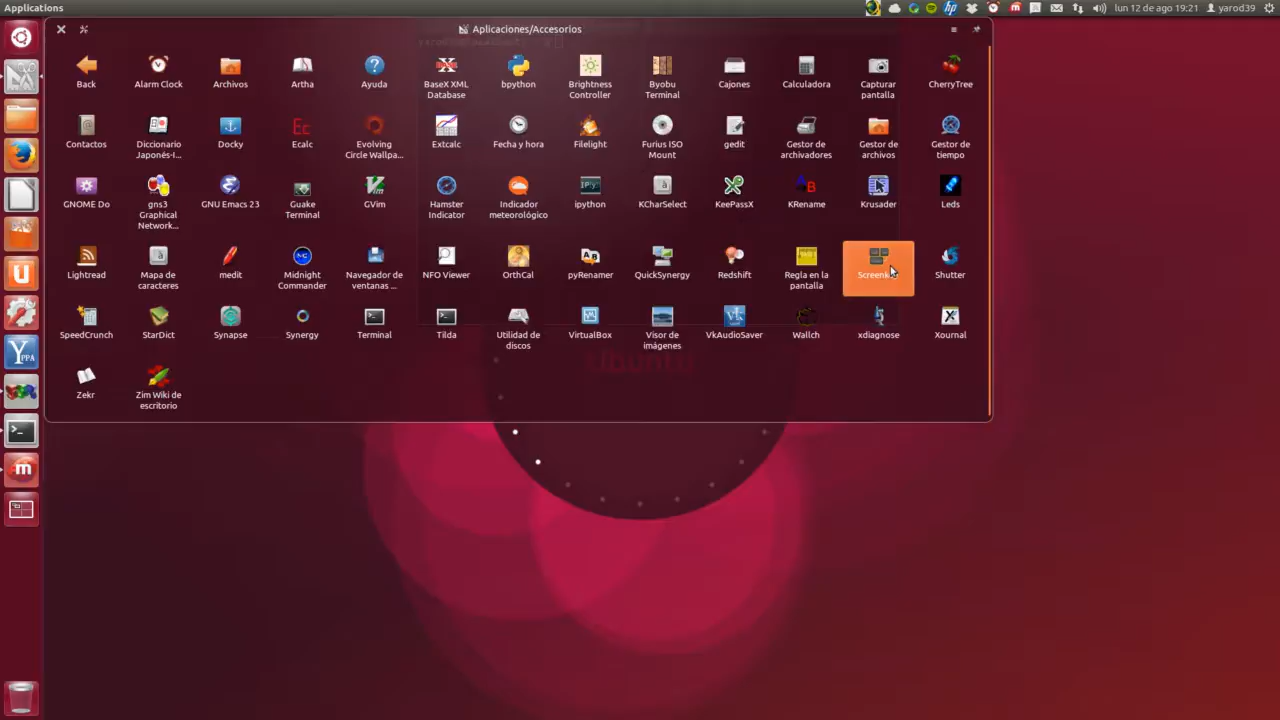 Applications
lun 12 de ago 19:21
yarod39
Aplicaciones/Accesorios
Back
Alarm Clock
Archivos
Artha
Ayuda
BaseX XML
Database
bpython
Brightness
Controller
Byobu
Terminal
Cajones
Calculadora
Capturar
pantalla
CherryTree
Contactos
Diccionario
Japonés-I...
Docky
Ecalc
Evolving
Circle Wallpa...
Extcalc
Fecha y hora
Filelight
Furius ISO
Mount
gedit
Gestor de
archivadores
Gestor de
archivos
Gestor de
tiempo
GNOME Do
gns3
Graphical
Network...
GNU Emacs 23
Guake
Terminal
GVim
Hamster
Indicator
Indicador
meteorológico
ipython
KCharSelect
KeePassX
KRename
Krusader
Leds
Lightread
Mapa de
caracteres
medit
Midnight
Commander
Navegador de
ventanas ...
NFO Viewer
OrthCal
pyRenamer
QuickSynergy
Redshift
Regla en la
pantalla
Shutter
SpeedCrunch
StarDict
Synapse
Synergy
Terminal
Tilda
Utilidad de
discos
VirtualBox
Visor de
imágenes
VkAudioSaver
Wallch
xdiagnose
Xournal
Zekr
Zim Wiki de
escritorio
ubuntu